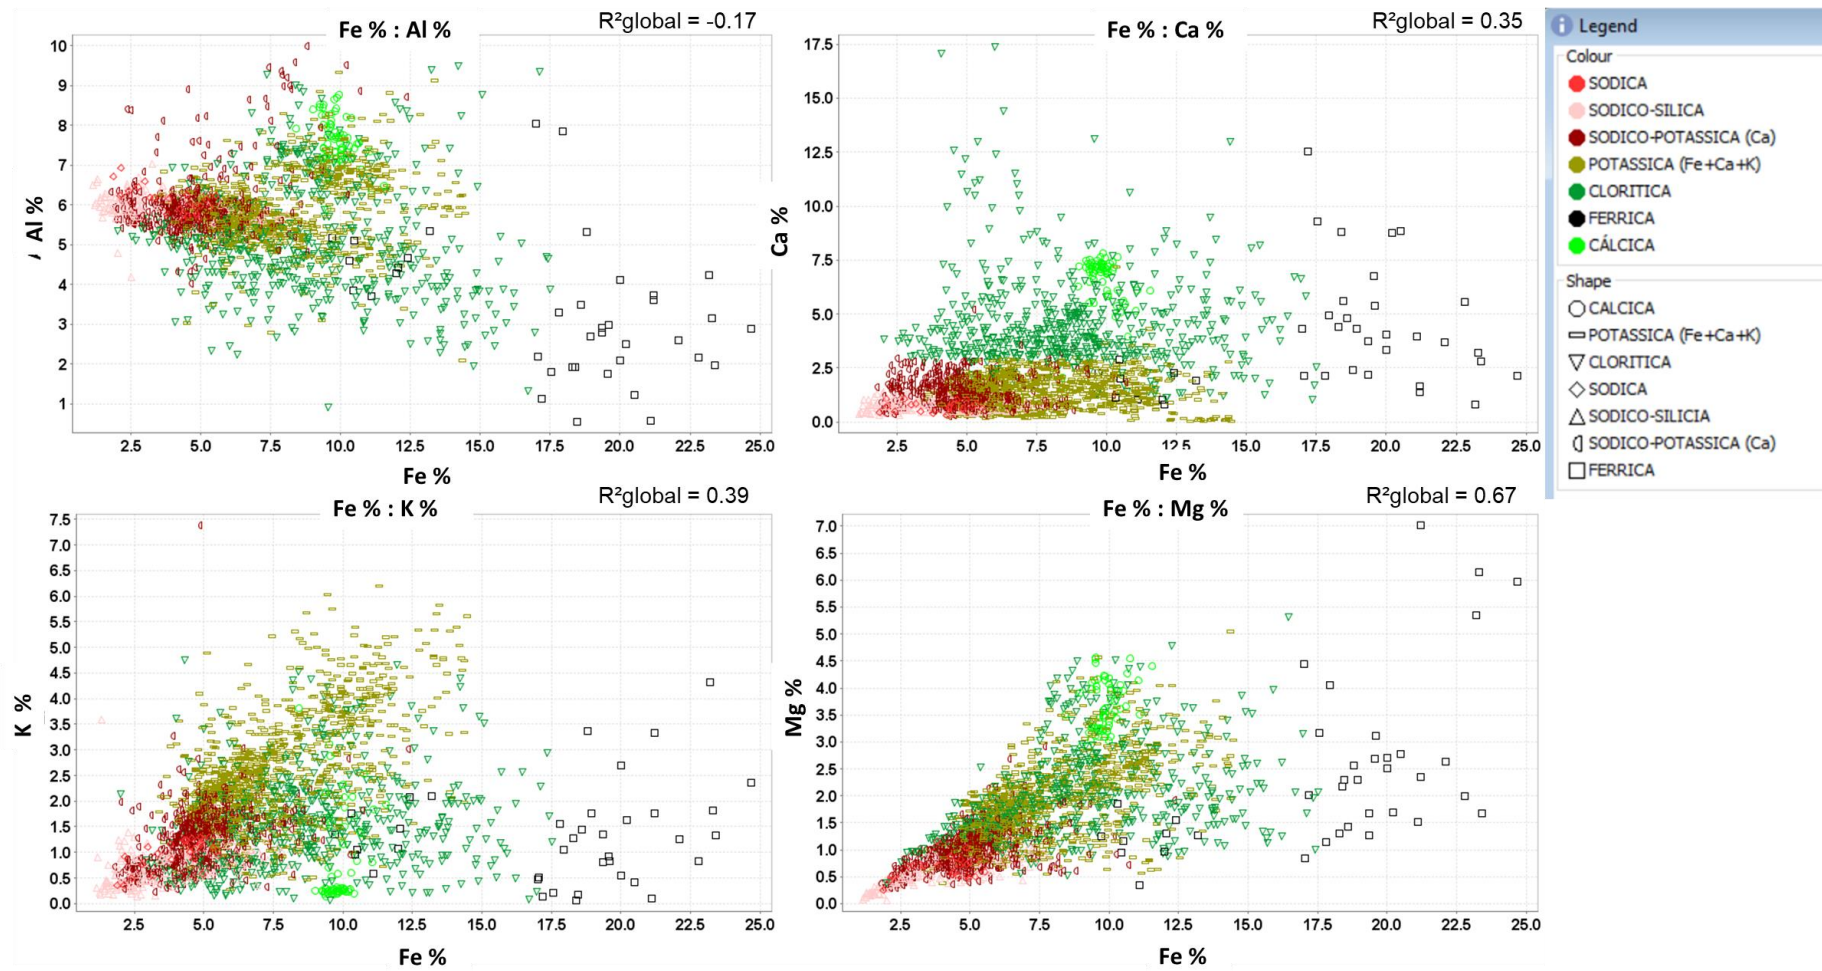 Fe % : Al %
R²global = -0.17
10
9
8
7
6
5
4
3
2
1
Al %
2.5 5.0 7.5 10.0 12.5 15.0 17.5 20.0 22.5 25.0
Fe %
Fe % : Ca %
R²global = 0.35
17.5
15.0
12.5
10.0
7.5
5.0
2.5
0.0
Ca %
2.5 5.0 7.5 10.0 12.5 15.0 17.5 20.0 22.5 25.0
Fe %
Legend
Colour
SODICA
SODICO-SILICA
SODICO-POTASSICA (Ca)
POTASSICA (Fe+Ca+K)
CLORITICA
FERRICA
CÁLCICA
Shape
CALCICA
POTASSICA (Fe+Ca+K)
CLORITICA
SODICA
SODICO-SILICIA
SODICO-POTASSICA (Ca)
FERRICA
Fe % : K %
R²global = 0.39
7.5
7.0
6.5
6.0
5.5
5.0
4.5
4.0
3.5
3.0
2.5
2.0
1.5
1.0
0.5
0.0
K %
2.5 5.0 7.5 10.0 12.5 15.0 17.5 20.0 22.5 25.0
Fe %
Fe % : Mg %
R²global = 0.67
7.0
6.5
6.0
5.5
5.0
4.5
4.0
3.5
3.0
2.5
2.0
1.5
1.0
0.5
0.0
Mg %
2.5 5.0 7.5 10.0 12.5 15.0 17.5 20.0 22.5 25.0
Fe %